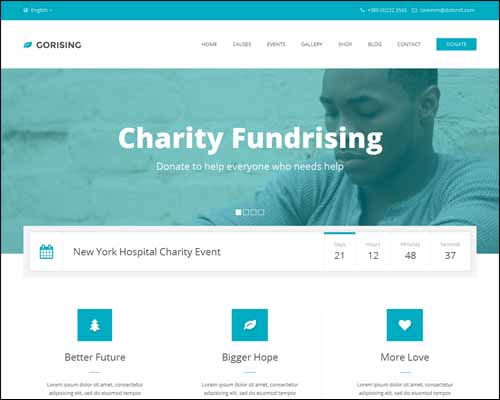 English
+380 (0)222 3565
loremm@dolorsit.com
GORISING
HOME CAUSES EVENTS GALLERY SHOP BLOG CONTACT DONATE
Charity Fundrising
Donate to help everyone who needs help
New York Hospital Charity Event
Days Hours Minutes Seconds
21 12 48 37
Better Future Bigger Hope More Love
Lorem ipsum dolor sit amet, consectetur Lorem ipsum dolor sit amet, consectetur Lorem ipsum dolor sit amet, consectetur
adipiscing elit, sed do eiusmod tempor adipiscing elit, sed do eiusmod tempor adipiscing elit, sed do eiusmod tempor